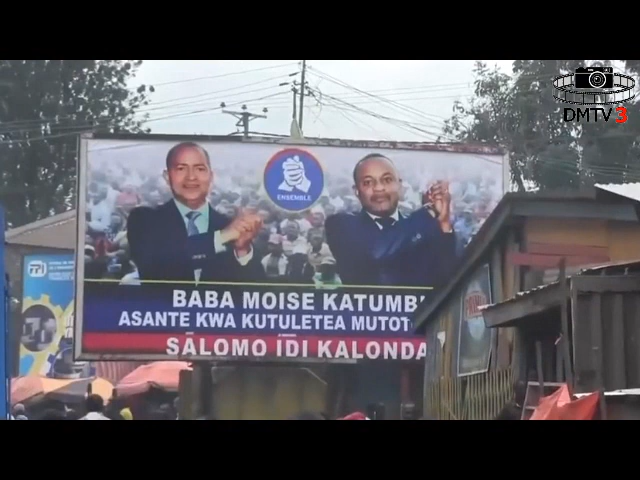 DMTV3
ENSEMBLE
BABA MOISE KATUMBI
ASANTE KWA KUTULETEA MUTOTO
SALOMO IDI KALONDA